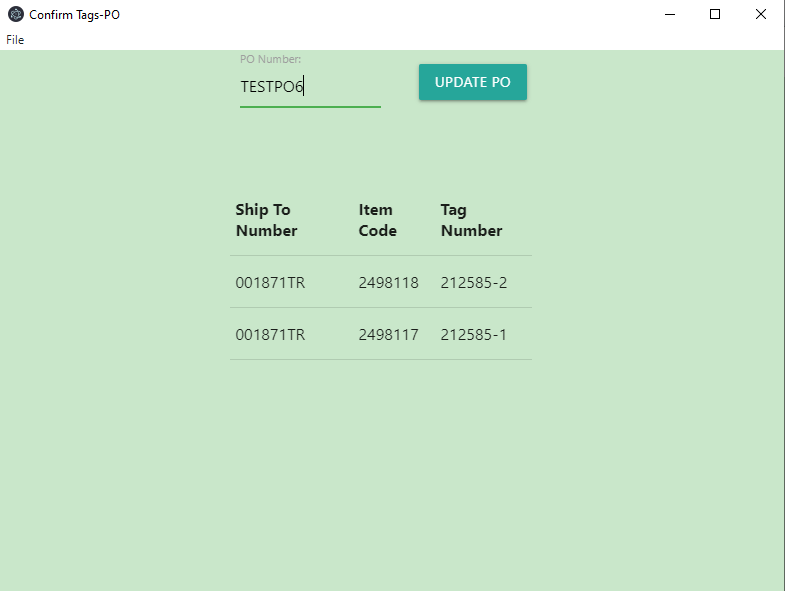 Confirm Tags-PO
File
PO Number:
TESTPO6
UPDATE PO
Ship To Number Item Code Tag Number
001871TR 2498118 212585-2
001871TR 2498117 212585-1